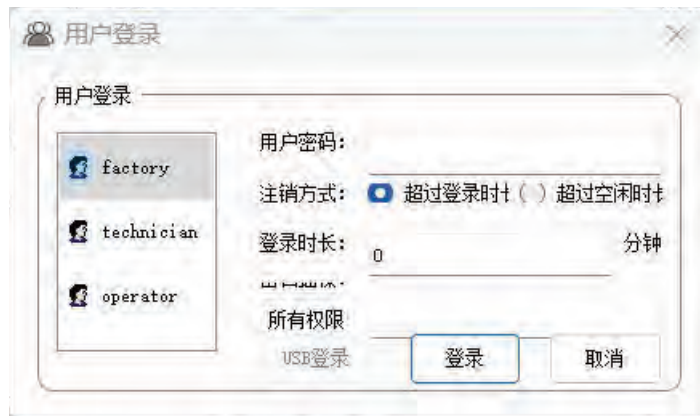 用户登录
用户登录
factory
technician
operator
用户密码:
注销方式: 超过登录时 ( ) 超过空闲时
登录时长: 0 分钟
所有权限
USB登录 登录 取消